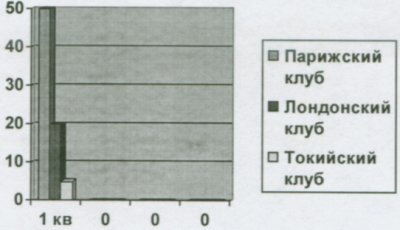 50
40
30
20
10
0
1 кв 0 0 0
Парижский
клуб
Лондонский
клуб
Токийский
клуб